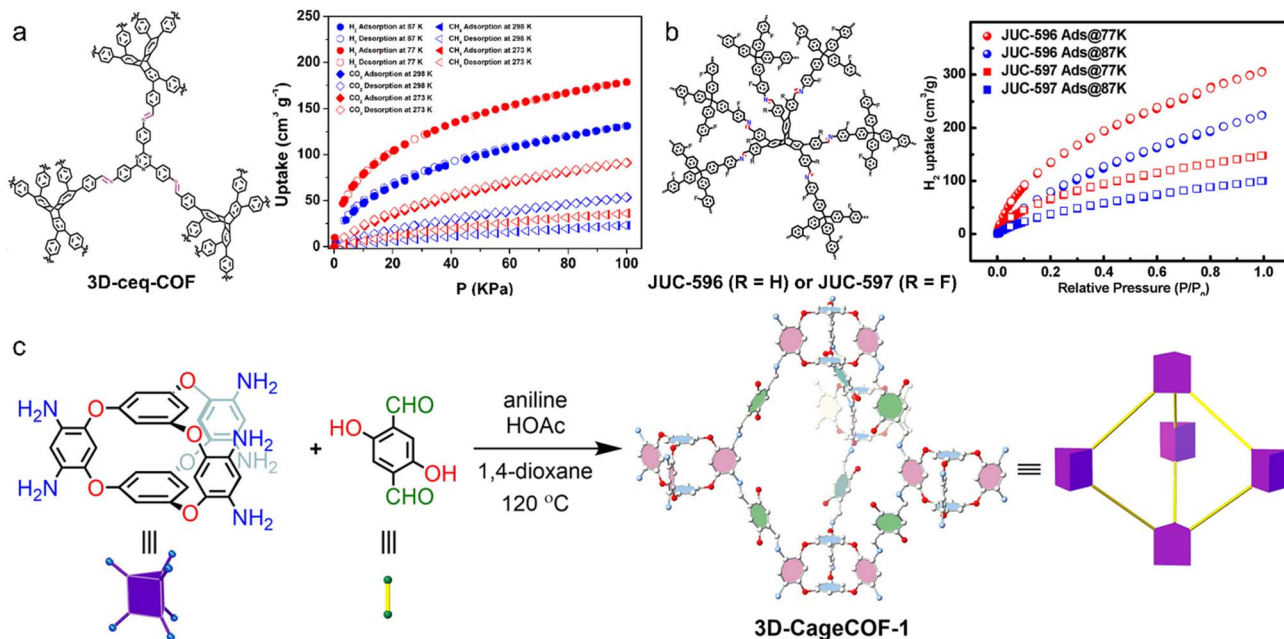 a
3D-ceq-COF
H₂ Adsorption at 87 K
H₂ Desorption at 87 K
H₂ Adsorption at 77 K
H₂ Desorption at 77 K
CO₂ Adsorption at 298 K
CO₂ Desorption at 298 K
CO₂ Adsorption at 273 K
CO₂ Desorption at 273 K
CH₄ Adsorption at 298 K
CH₄ Desorption at 298 K
CH₄ Adsorption at 273 K
CH₄ Desorption at 273 K
Uptake (cm³ g⁻¹)
250
200
150
100
50
0
0 20 40 60 80 100
P (KPa)
b
JUC-596 (R = H) or JUC-597 (R = F)
JUC-596 Ads@77K
JUC-596 Ads@87K
JUC-597 Ads@77K
JUC-597 Ads@87K
H₂ uptake (cm³/g)
300
200
100
0
0.0 0.2 0.4 0.6 0.8 1.0
Relative Pressure (P/P₀)
c
H₂N
H₂N
O
O
O
O
O
O
NH₂
NH₂
NH₂
NH₂
+
CHO
HO
OH
CHO
aniline
HOAc
1,4-dioxane
120 °C
3D-CageCOF-1